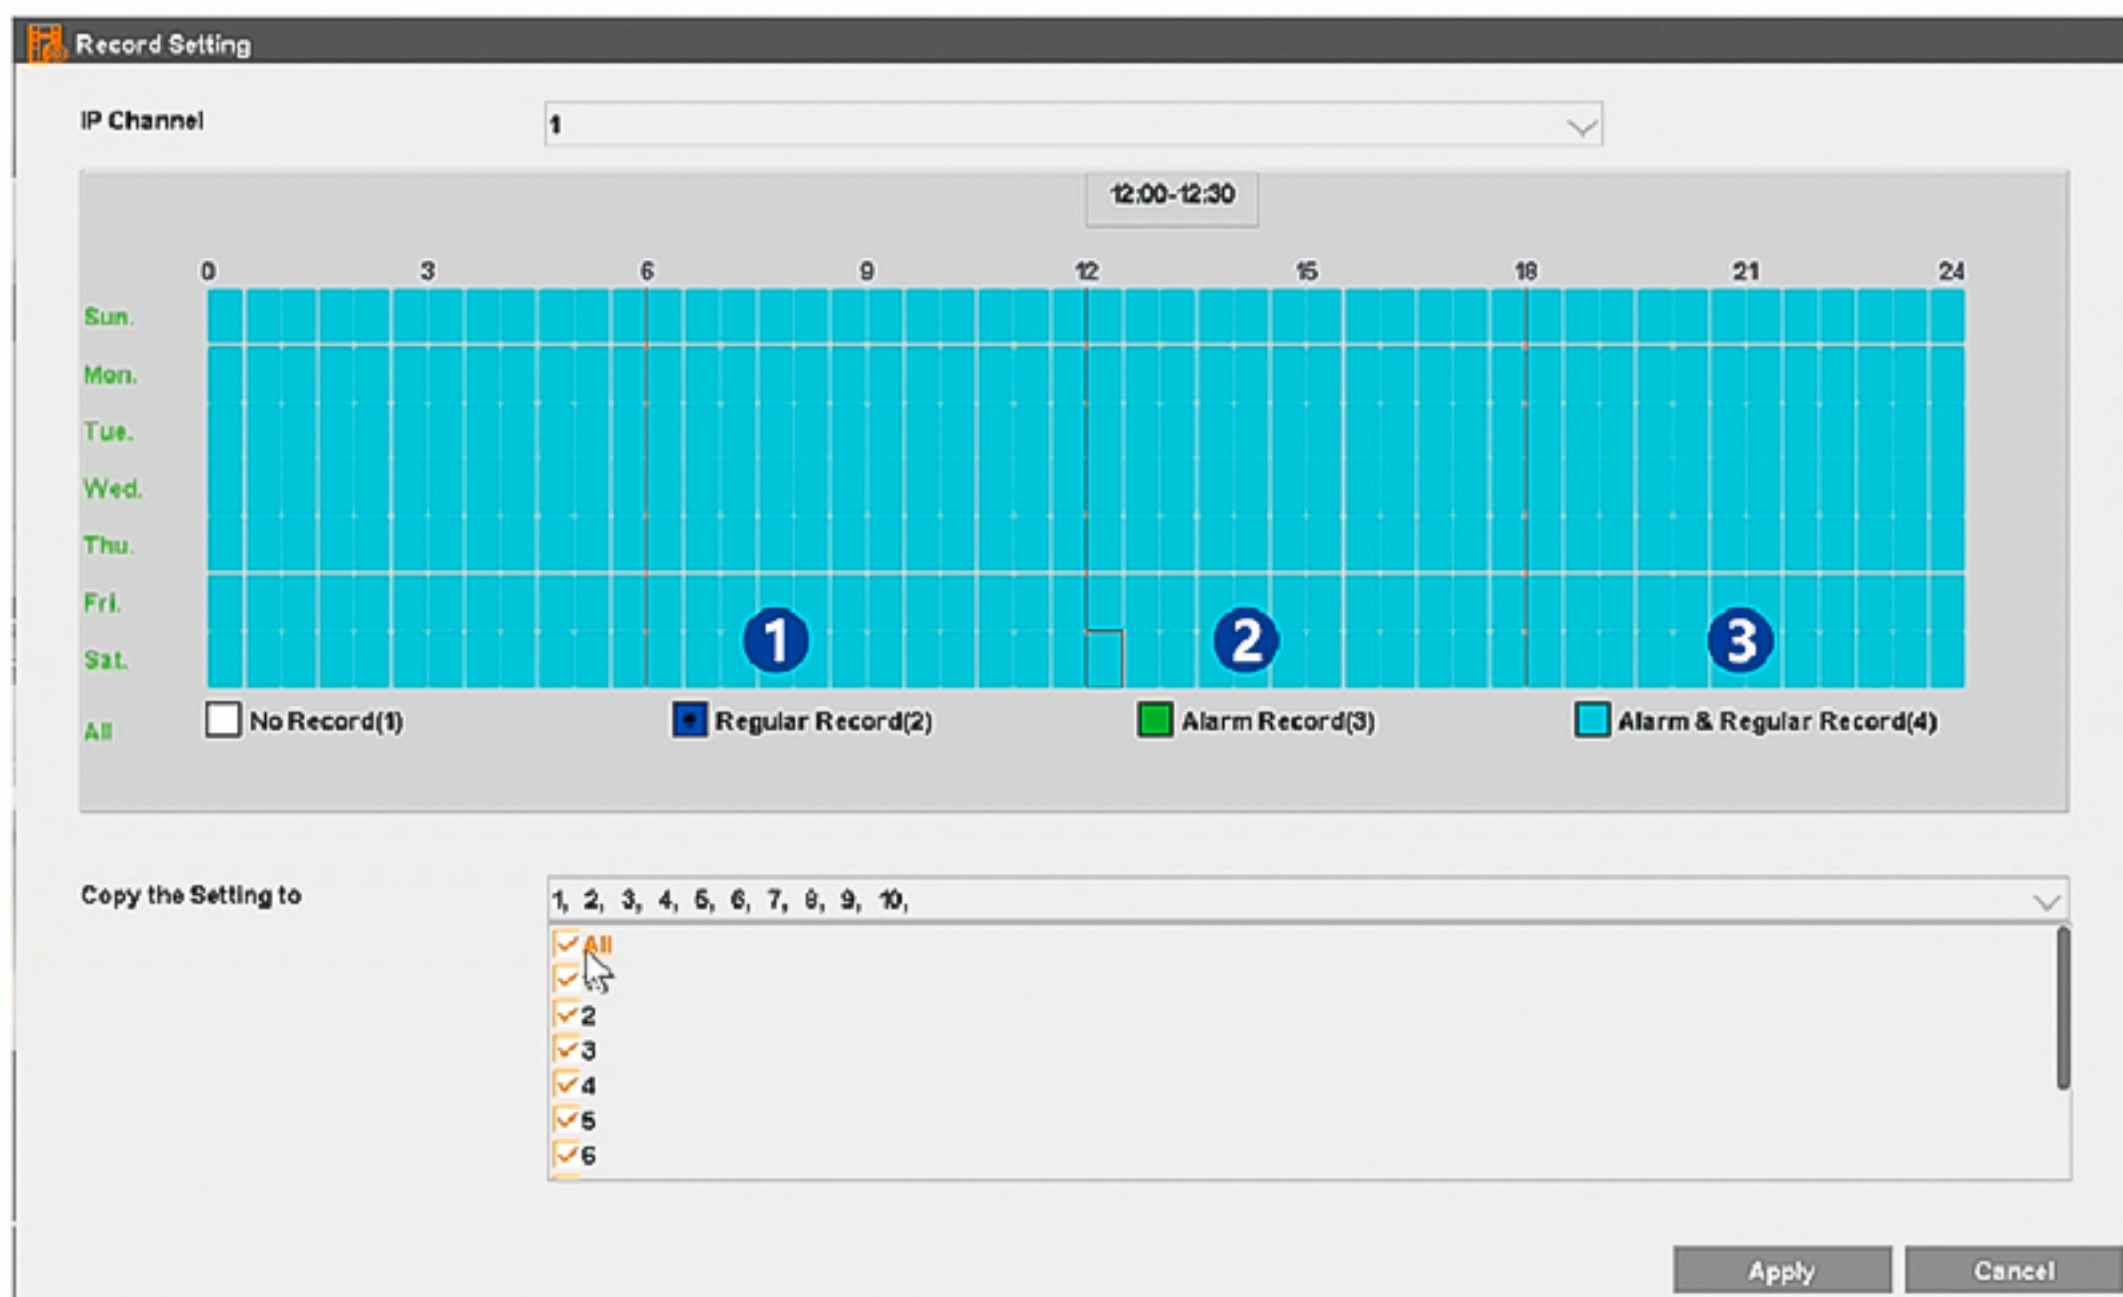 Record Setting
IP Channel
1
12:00-12:30
0 3 6 9 12 15 18 21 24
Sun.
Mon.
Tue.
Wed.
Thu.
Fri.
Sat.
1 2 3
All
No Record(1) Regular Record(2) Alarm Record(3) Alarm & Regular Record(4)
Copy the Setting to
1, 2, 3, 4, 5, 6, 7, 8, 9, 10,
All
2
3
4
5
6
Apply Cancel